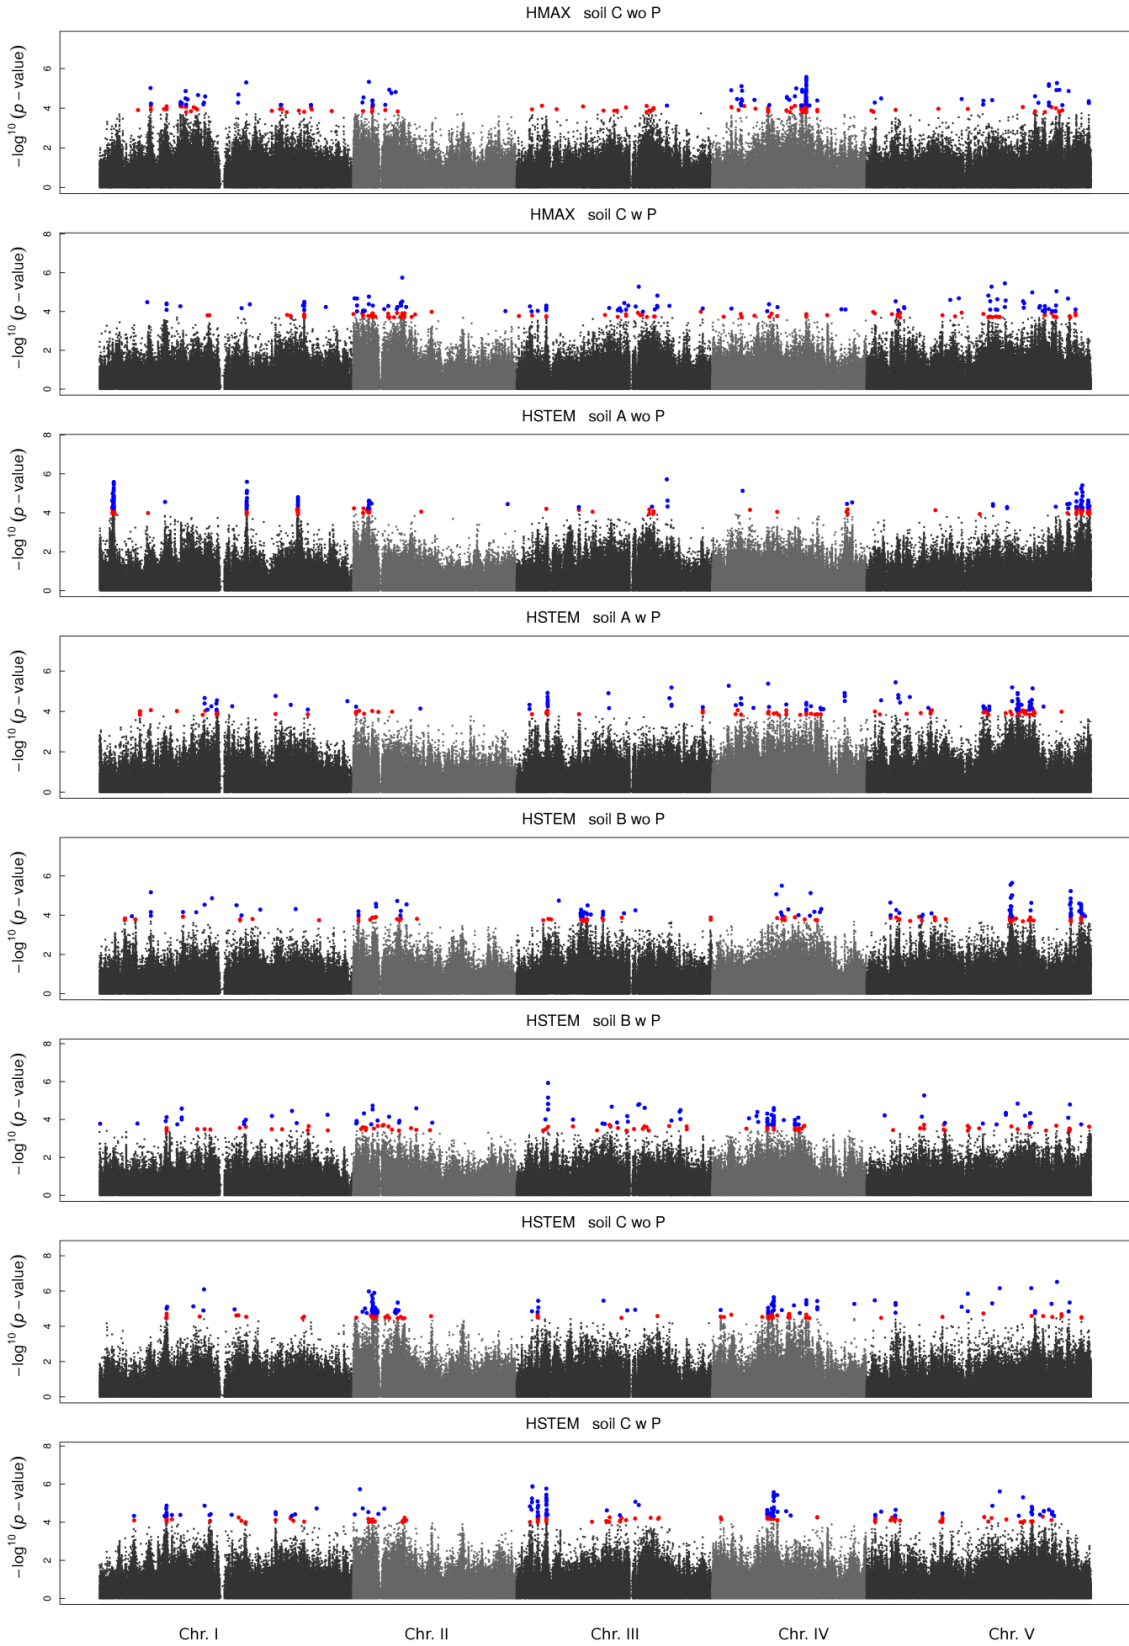 HMAX soil C wo P
−log10 (p − value)
0 2 4 6
HMAX soil C w P
−log10 (p − value)
0 2 4 6 8
HSTEM soil A wo P
−log10 (p − value)
0 2 4 6 8
HSTEM soil A w P
−log10 (p − value)
0 2 4 6
HSTEM soil B wo P
−log10 (p − value)
0 2 4 6
HSTEM soil B w P
−log10 (p − value)
0 2 4 6 8
HSTEM soil C wo P
−log10 (p − value)
0 2 4 6 8
HSTEM soil C w P
−log10 (p − value)
0 2 4 6 8
Chr. I Chr. II Chr. III Chr. IV Chr. V